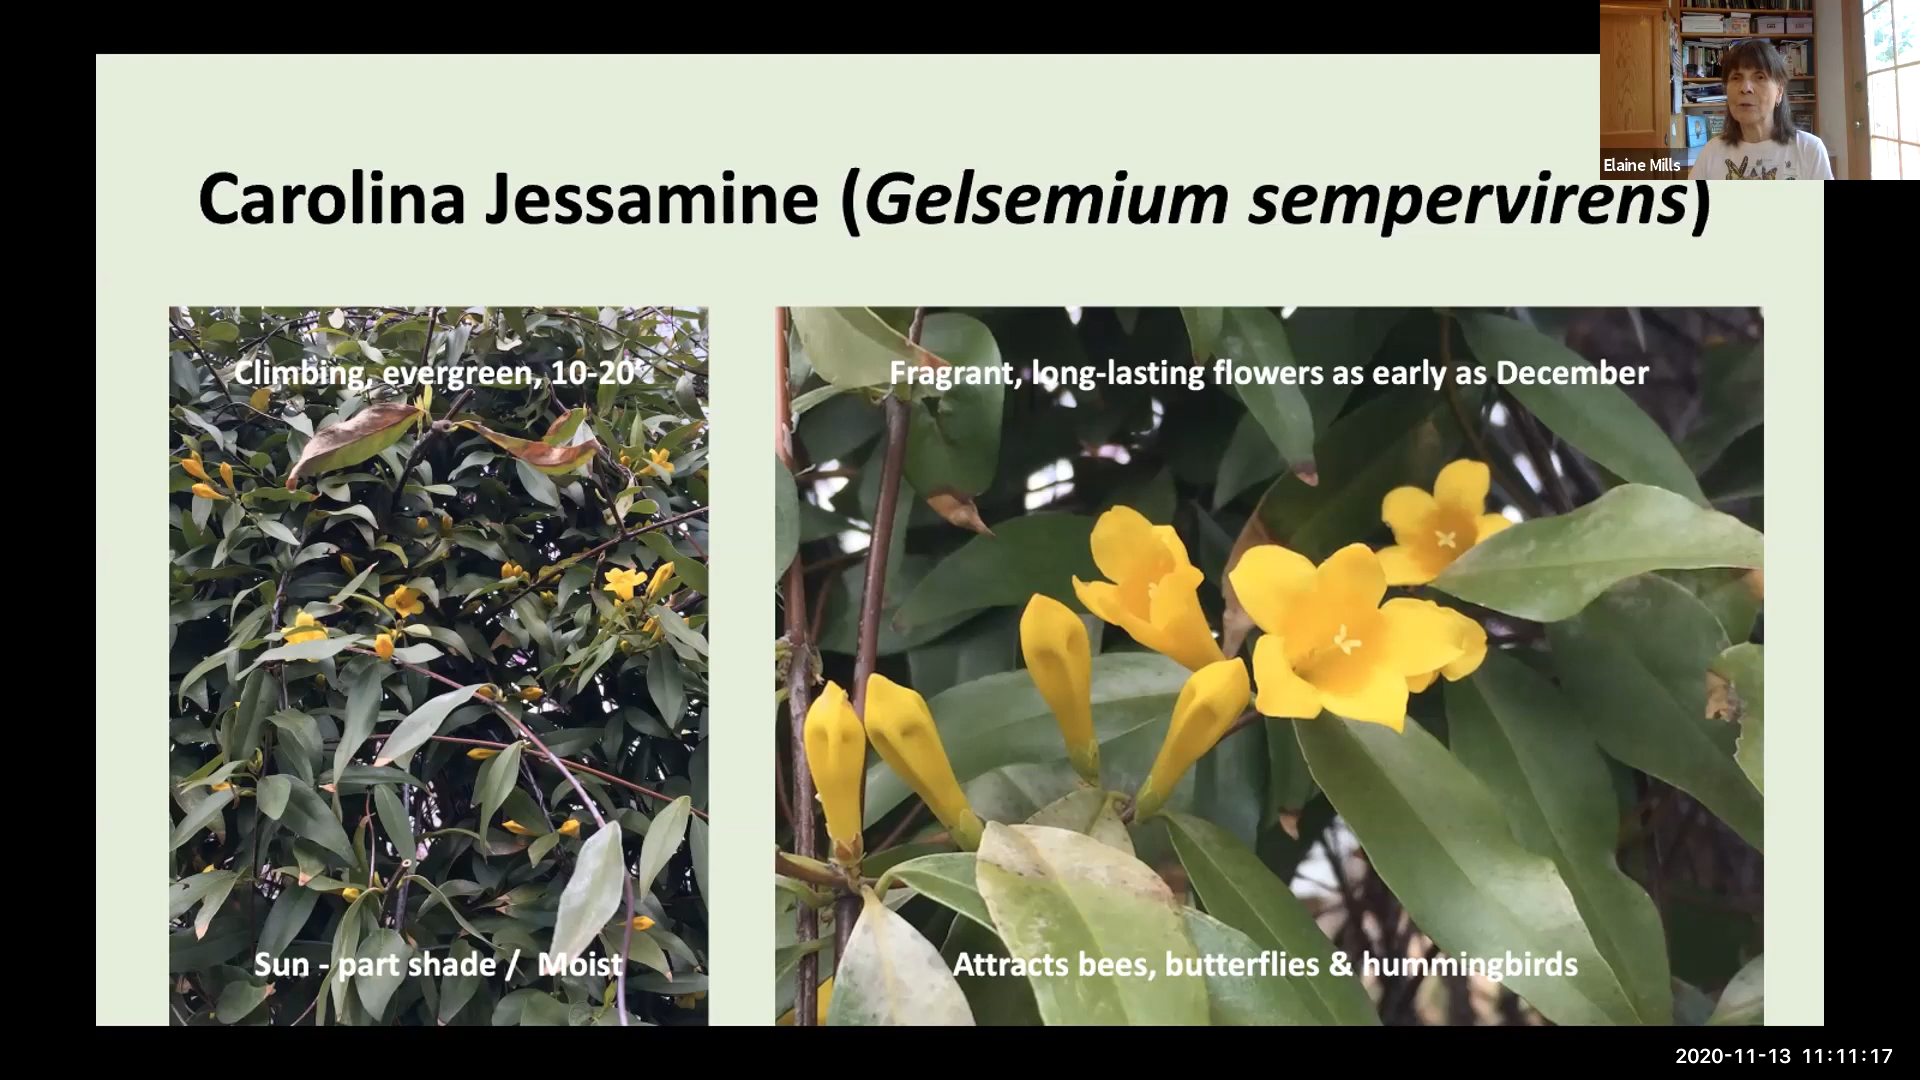 Elaine Mills
Carolina Jessamine (Gelsemium sempervirens)
Climbing, evergreen, 10-20'
Fragrant, long-lasting flowers as early as December
Sun - part shade / Moist
Attracts bees, butterflies & hummingbirds
2020-11-13 11:11:17